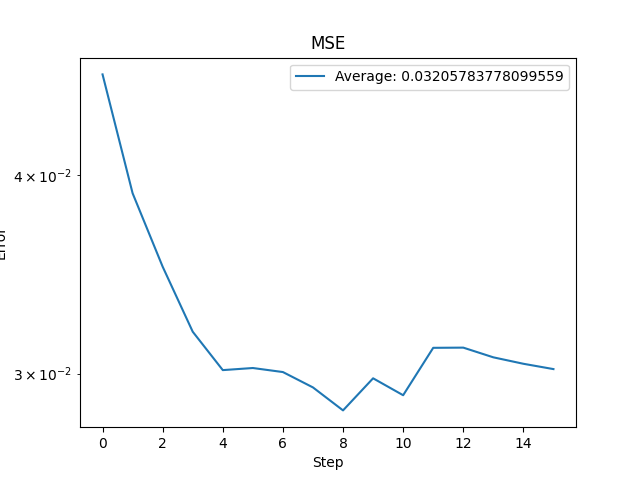 MSE
Average: 0.03205783778099559
4 × 10⁻²
Error
3 × 10⁻²
0 2 4 6 8 10 12 14
Step